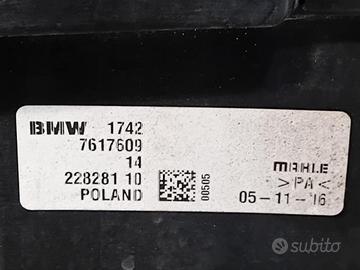 BMW 1742
7617609
14
228281 10
POLAND
00505
MAHLE
>PA<
05-11-16
subito